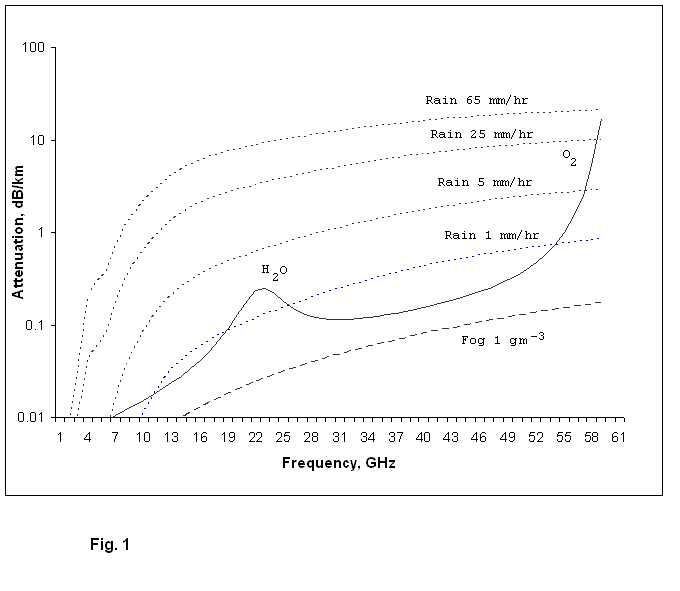 100
10
1
0.1
0.01
Attenuation, dB/km
Rain 65 mm/hr
Rain 25 mm/hr
O2
Rain 5 mm/hr
Rain 1 mm/hr
H2O
Fog 1 gm-3
1 4 7 10 13 16 19 22 25 28 31 34 37 40 43 46 49 52 55 58 61
Frequency, GHz
Fig. 1